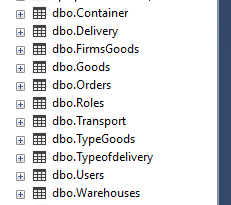 dbo.Container
dbo.Delivery
dbo.FirmsGoods
dbo.Goods
dbo.Orders
dbo.Roles
dbo.Transport
dbo.TypeGoods
dbo.Typeofdelivery
dbo.Users
dbo.Warehouses